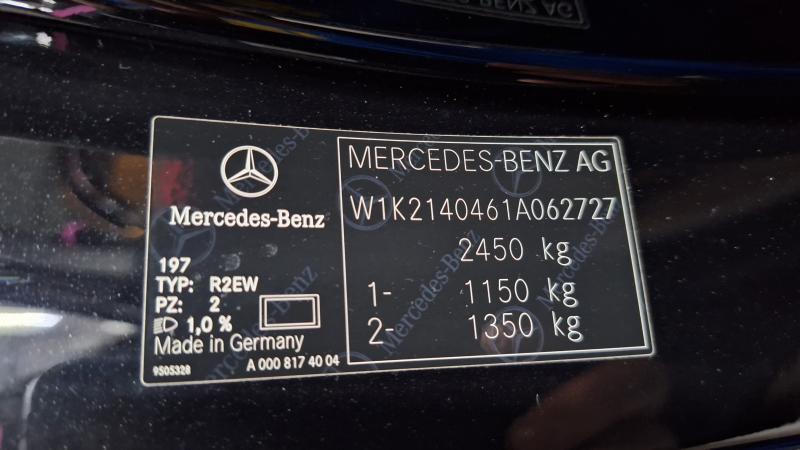 Mercedes-Benz
197
TYP: R2EW
PZ: 2
1,0 %
Made in Germany
9505328
A 000 817 40 04
MERCEDES-BENZ AG
W1K2140461A062727
2450 kg
1- 1150 kg
2- 1350 kg